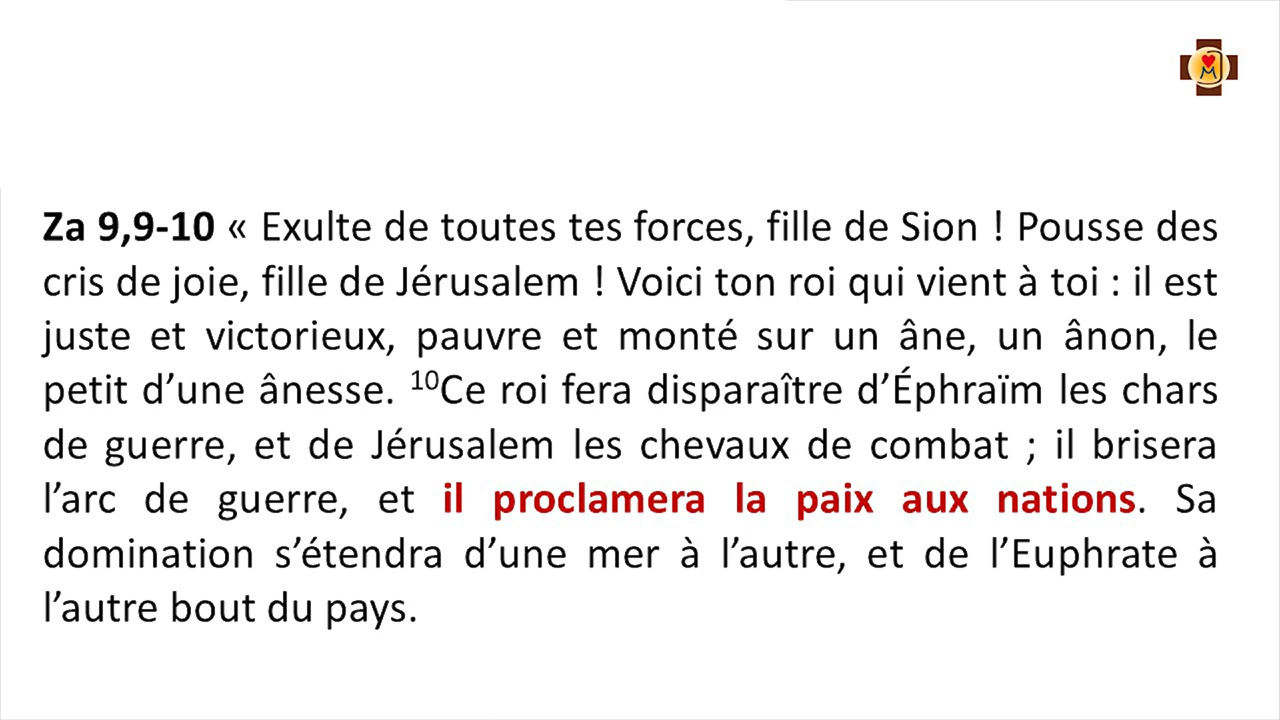 Za 9,9-10 « Exulte de toutes tes forces, fille de Sion ! Pousse des
cris de joie, fille de Jérusalem ! Voici ton roi qui vient à toi : il est
juste et victorieux, pauvre et monté sur un âne, un ânon, le
petit d’une ânesse. ¹⁰Ce roi fera disparaître d’Éphraïm les chars
de guerre, et de Jérusalem les chevaux de combat ; il brisera
l’arc de guerre, et il proclamera la paix aux nations. Sa
domination s’étendra d’une mer à l’autre, et de l’Euphrate à
l’autre bout du pays.